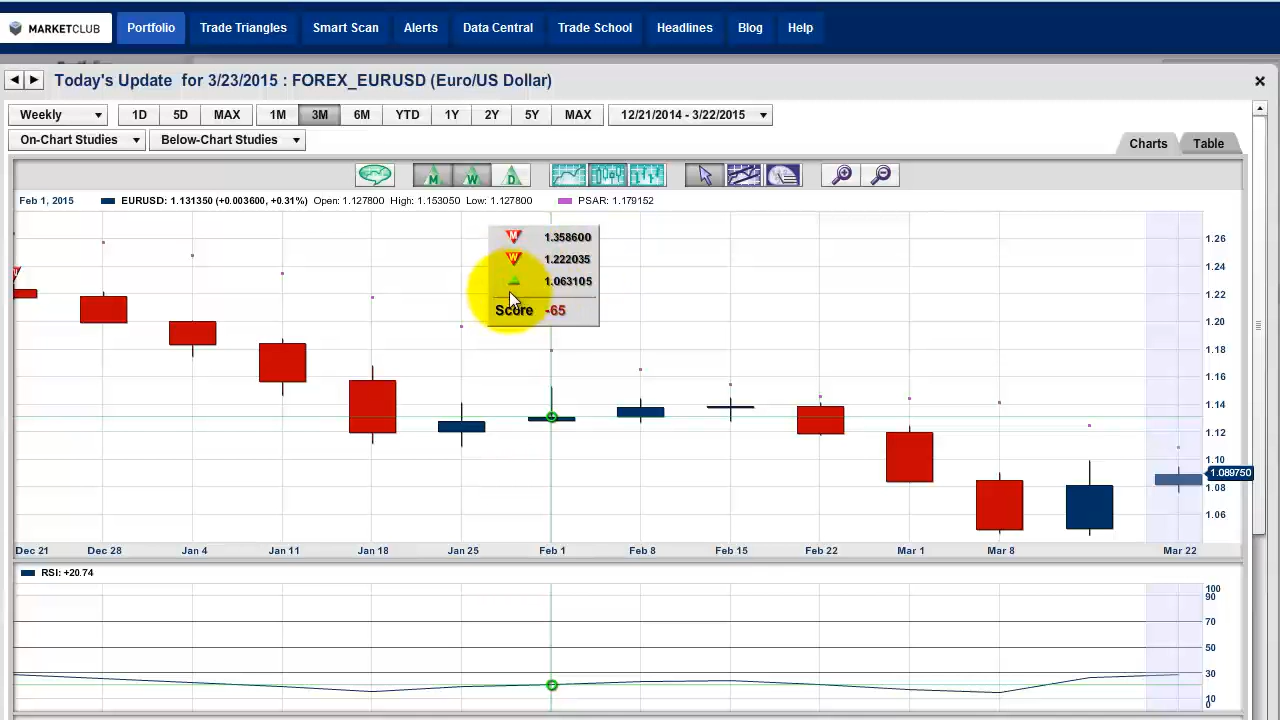 MARKETCLUB Portfolio Trade Triangles Smart Scan Alerts Data Central Trade School Headlines Blog Help
Today's Update for 3/23/2015 : FOREX_EURUSD (Euro/US Dollar)
Weekly 1D 5D MAX 1M 3M 6M YTD 1Y 2Y 5Y MAX 12/21/2014 - 3/22/2015
On-Chart Studies Below-Chart Studies Charts Table
M W D
Feb 1, 2015 EURUSD: 1.131350 (+0.003600, +0.31%) Open: 1.127800 High: 1.153050 Low: 1.127800 PSAR: 1.179152
M 1.358600
W 1.222035
1.063105
Score -65
1.26
1.24
1.22
1.20
1.18
1.16
1.14
1.12
1.10
1.089750
1.08
1.06
Dec 21 Dec 28 Jan 4 Jan 11 Jan 18 Jan 25 Feb 1 Feb 8 Feb 15 Feb 22 Mar 1 Mar 8 Mar 22
RSI: +20.74
100
90
70
50
30
10
0